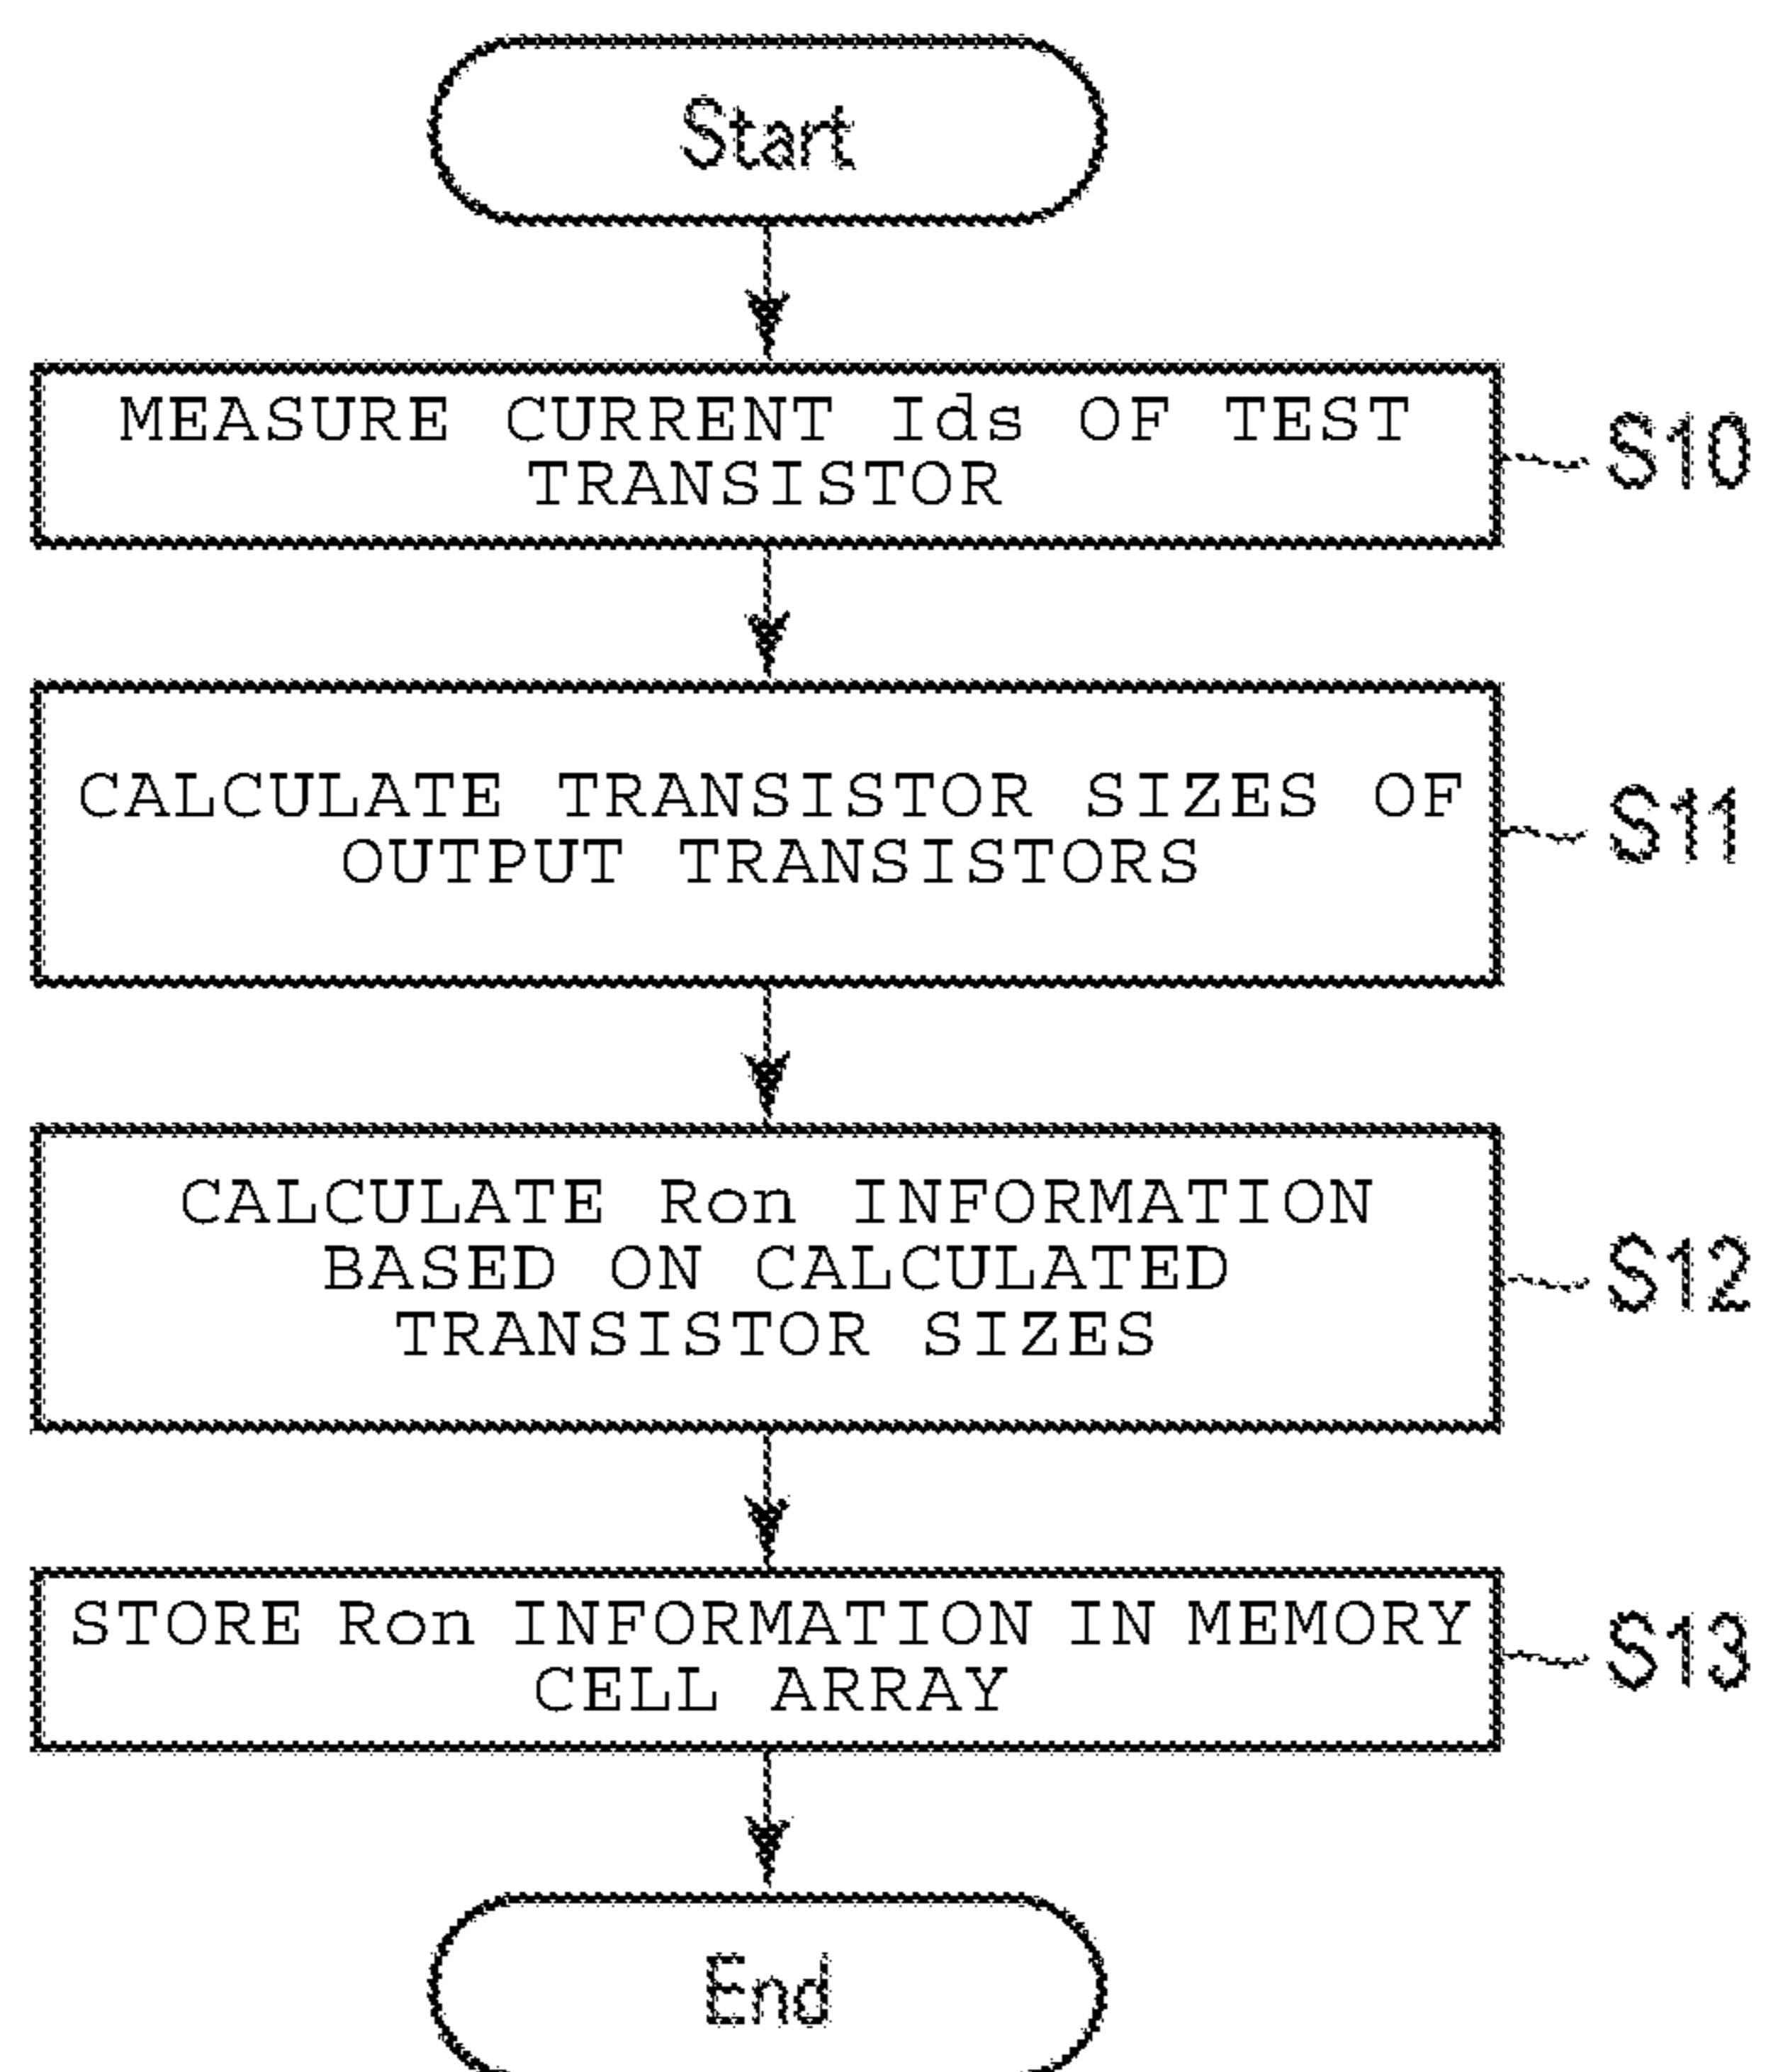 Start
MEASURE CURRENT Ids OF TEST
TRANSISTOR
S10
CALCULATE TRANSISTOR SIZES OF
OUTPUT TRANSISTORS
S11
CALCULATE Ron INFORMATION
BASED ON CALCULATED
TRANSISTOR SIZES
S12
STORE Ron INFORMATION IN MEMORY
CELL ARRAY
S13
End